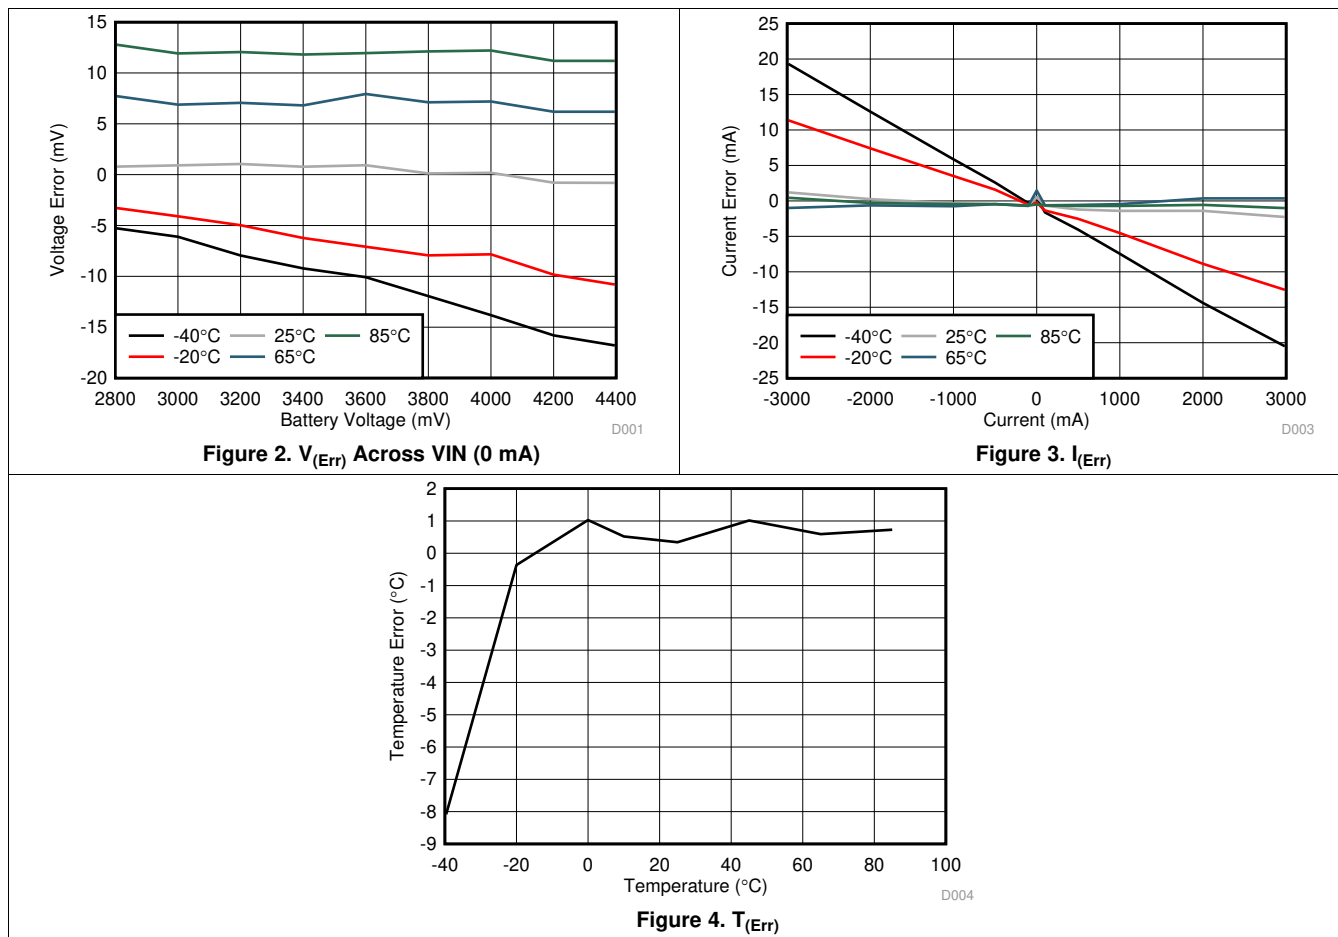 15
10
5
0
-5
-10
-15
-20
Voltage Error (mV)
-40°C
25°C
85°C
-20°C
65°C
2800 3000 3200 3400 3600 3800 4000 4200 4400
Battery Voltage (mV)
D001
Figure 2. V(Err) Across VIN (0 mA)
25
20
15
10
5
0
-5
-10
-15
-20
-25
Current Error (mA)
-40°C
25°C
85°C
-20°C
65°C
-3000 -2000 -1000 0 1000 2000 3000
Current (mA)
D003
Figure 3. I(Err)
2
1
0
-1
-2
-3
-4
-5
-6
-7
-8
-9
Temperature Error (°C)
-40 -20 0 20 40 60 80 100
Temperature (°C)
D004
Figure 4. T(Err)